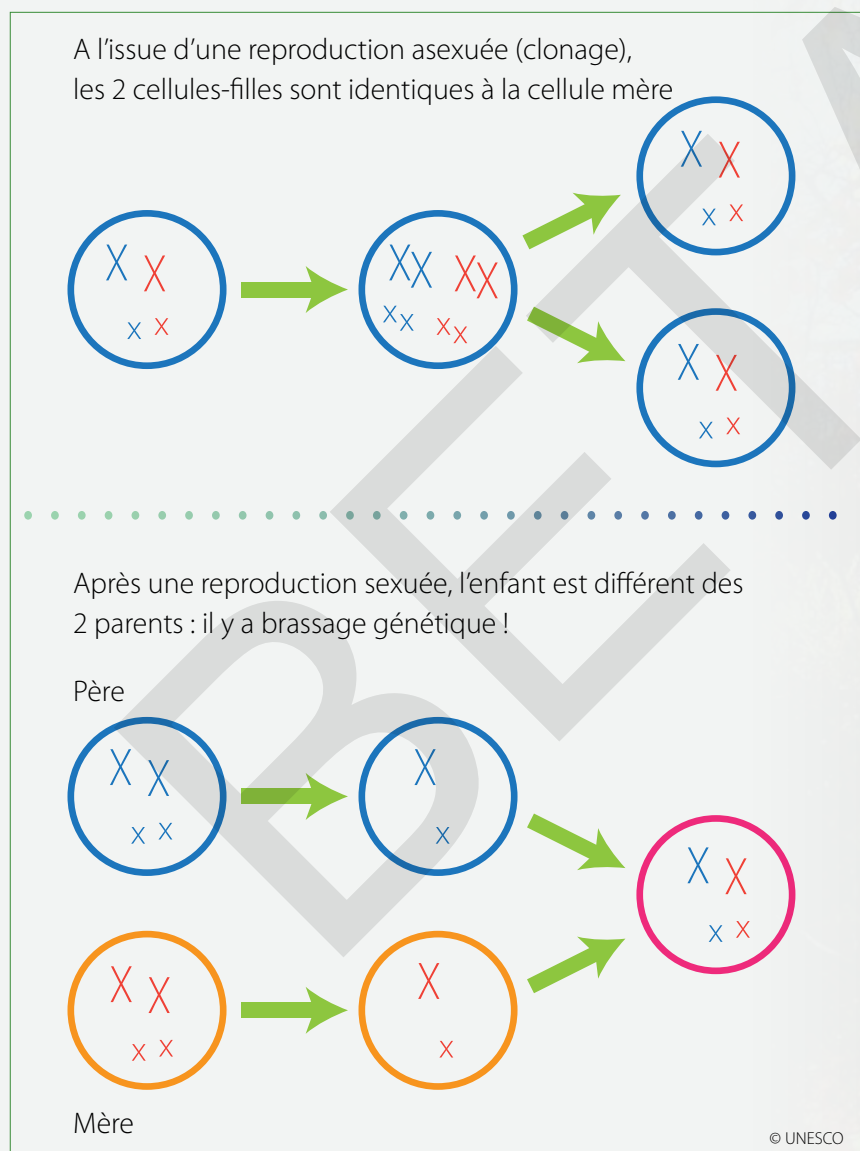 A l’issue d’une reproduction asexuée (clonage),
les 2 cellules-filles sont identiques à la cellule mère
Après une reproduction sexuée, l’enfant est différent des
2 parents : il y a brassage génétique !
Père
Mère
© UNESCO
BETA